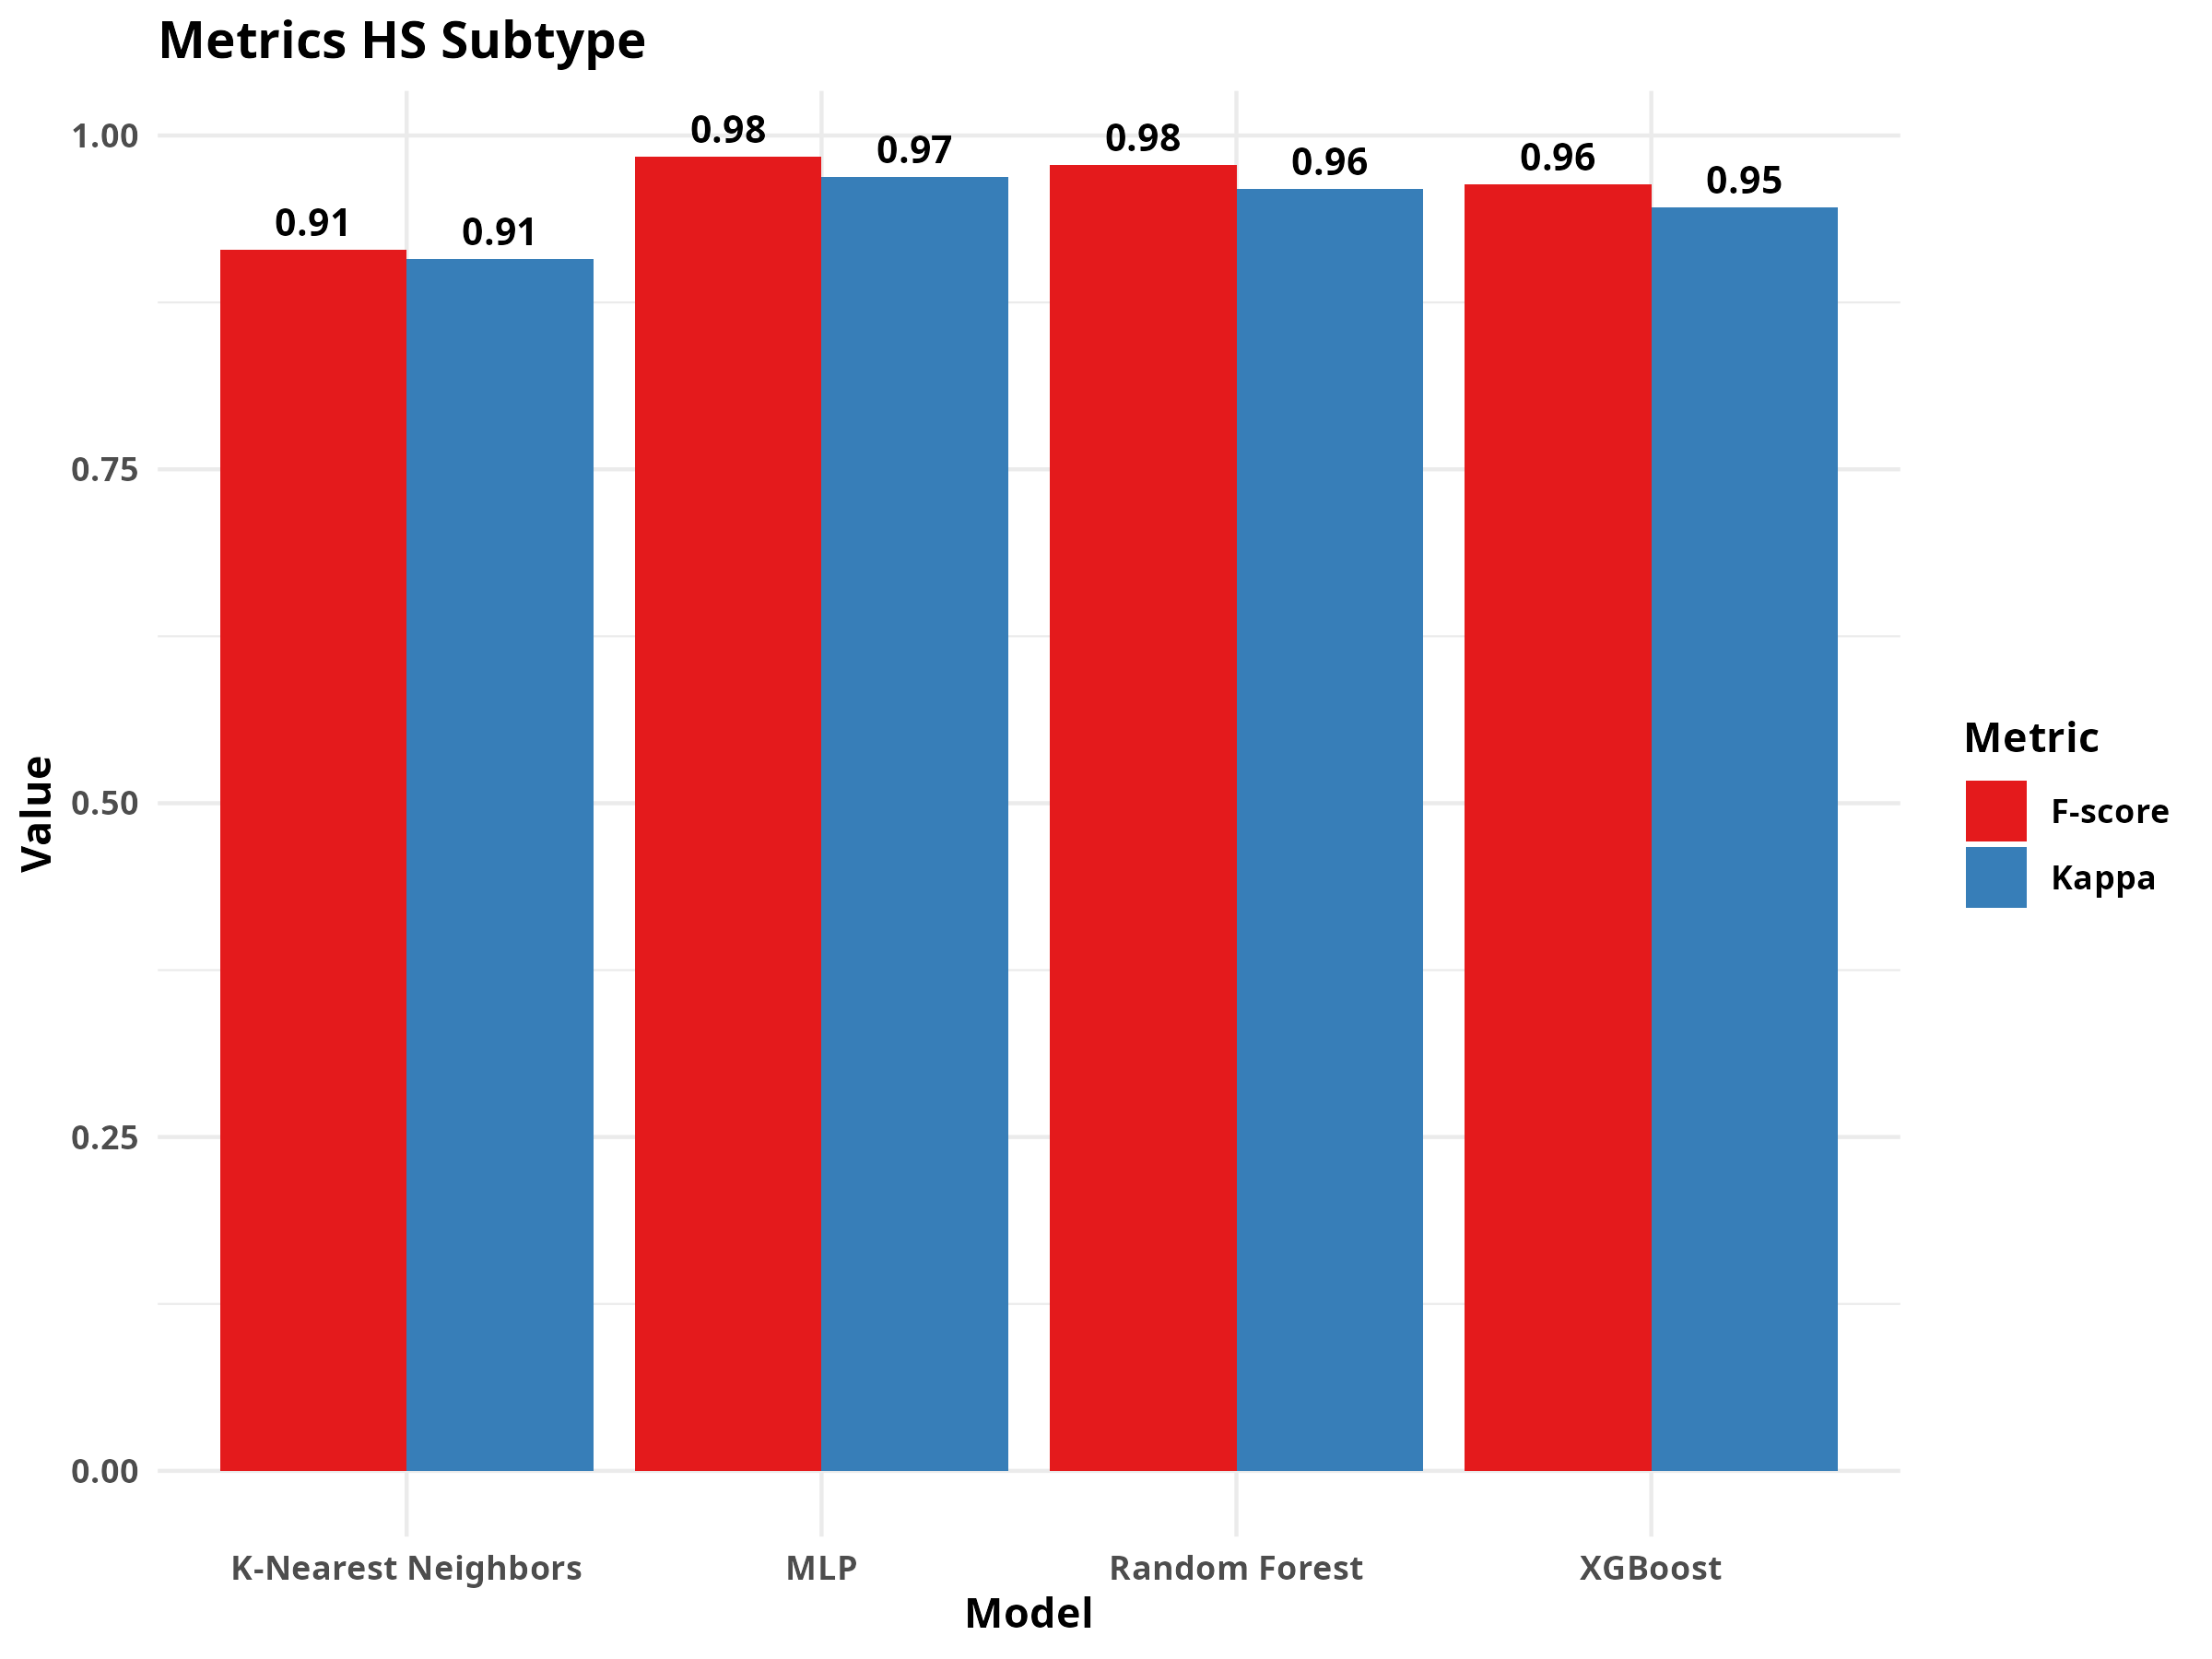 Metrics HS Subtype
1.00
0.75
0.50
0.25
0.00
Value
0.91
0.91
0.98
0.97
0.98
0.96
0.96
0.95
K-Nearest Neighbors
MLP
Random Forest
XGBoost
Model
Metric
F-score
Kappa